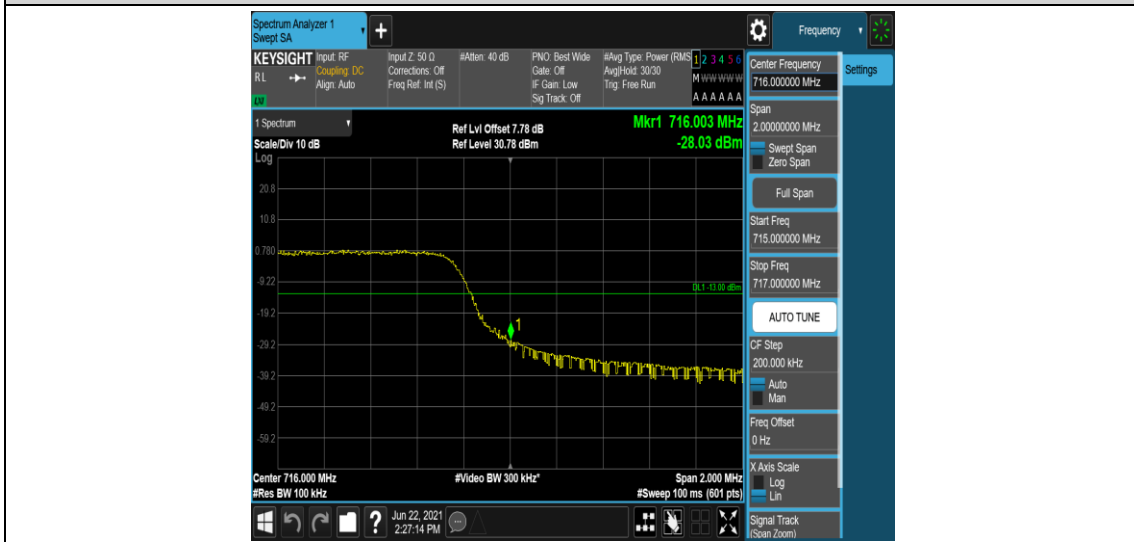 Spectrum Analyzer 1
Swept SA
+
Frequency
KEYSIGHT
RL
Input: RF
Coupling: DC
Align: Auto
Input Z: 50 Ω
Corrections: Off
Freq Ref: Int (S)
#Atten: 40 dB
PNO: Best Wide
Gate: Off
IF Gain: Low
Sig Track: Off
#Avg Type: Power (RMS
Avg|Hold: 30/30
Trig: Free Run
1 2 3 4 5 6
M W W W W W
A A A A A A
1 Spectrum
Scale/Div 10 dB
Log
Ref Lvl Offset 7.78 dB
Ref Level 30.78 dBm
Mkr1 716.003 MHz
-28.03 dBm
20.8
10.8
0.780
-9.22
-19.2
-29.2
-39.2
-49.2
-59.2
DL1 -13.00 dBm
1
Center 716.000 MHz
#Res BW 100 kHz
#Video BW 300 kHz*
Span 2.000 MHz
#Sweep 100 ms (601 pts)
Center Frequency
716.000000 MHz
Settings
Span
2.00000000 MHz
Swept Span
Zero Span
Full Span
Start Freq
715.000000 MHz
Stop Freq
717.000000 MHz
AUTO TUNE
CF Step
200.000 kHz
Auto
Man
Freq Offset
0 Hz
X Axis Scale
Log
Lin
Signal Track
(Span Zoom)
?
Jun 22, 2021
2:27:14 PM